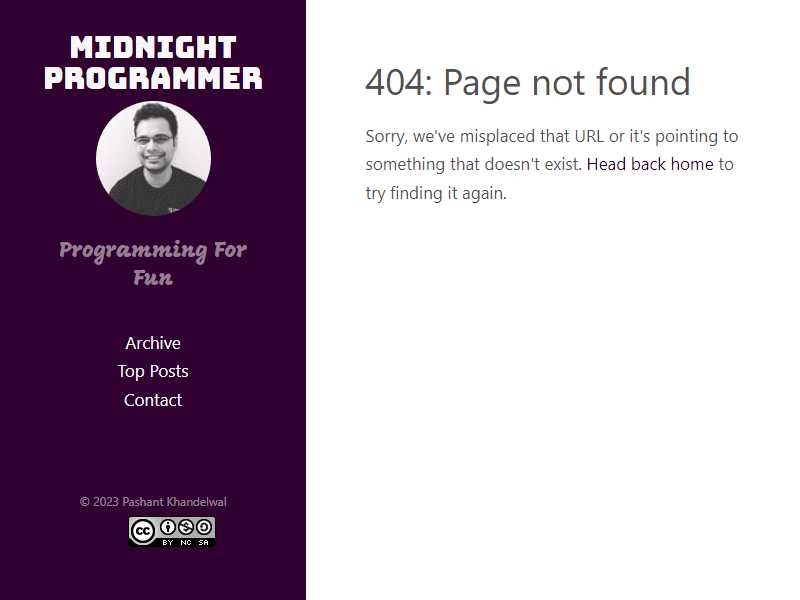 MIDNIGHT
PROGRAMMER
Programming For
Fun
Archive
Top Posts
Contact
© 2023 Pashant Khandelwal
cc
BY NC SA
404: Page not found
Sorry, we've misplaced that URL or it's pointing to
something that doesn't exist. Head back home to
try finding it again.